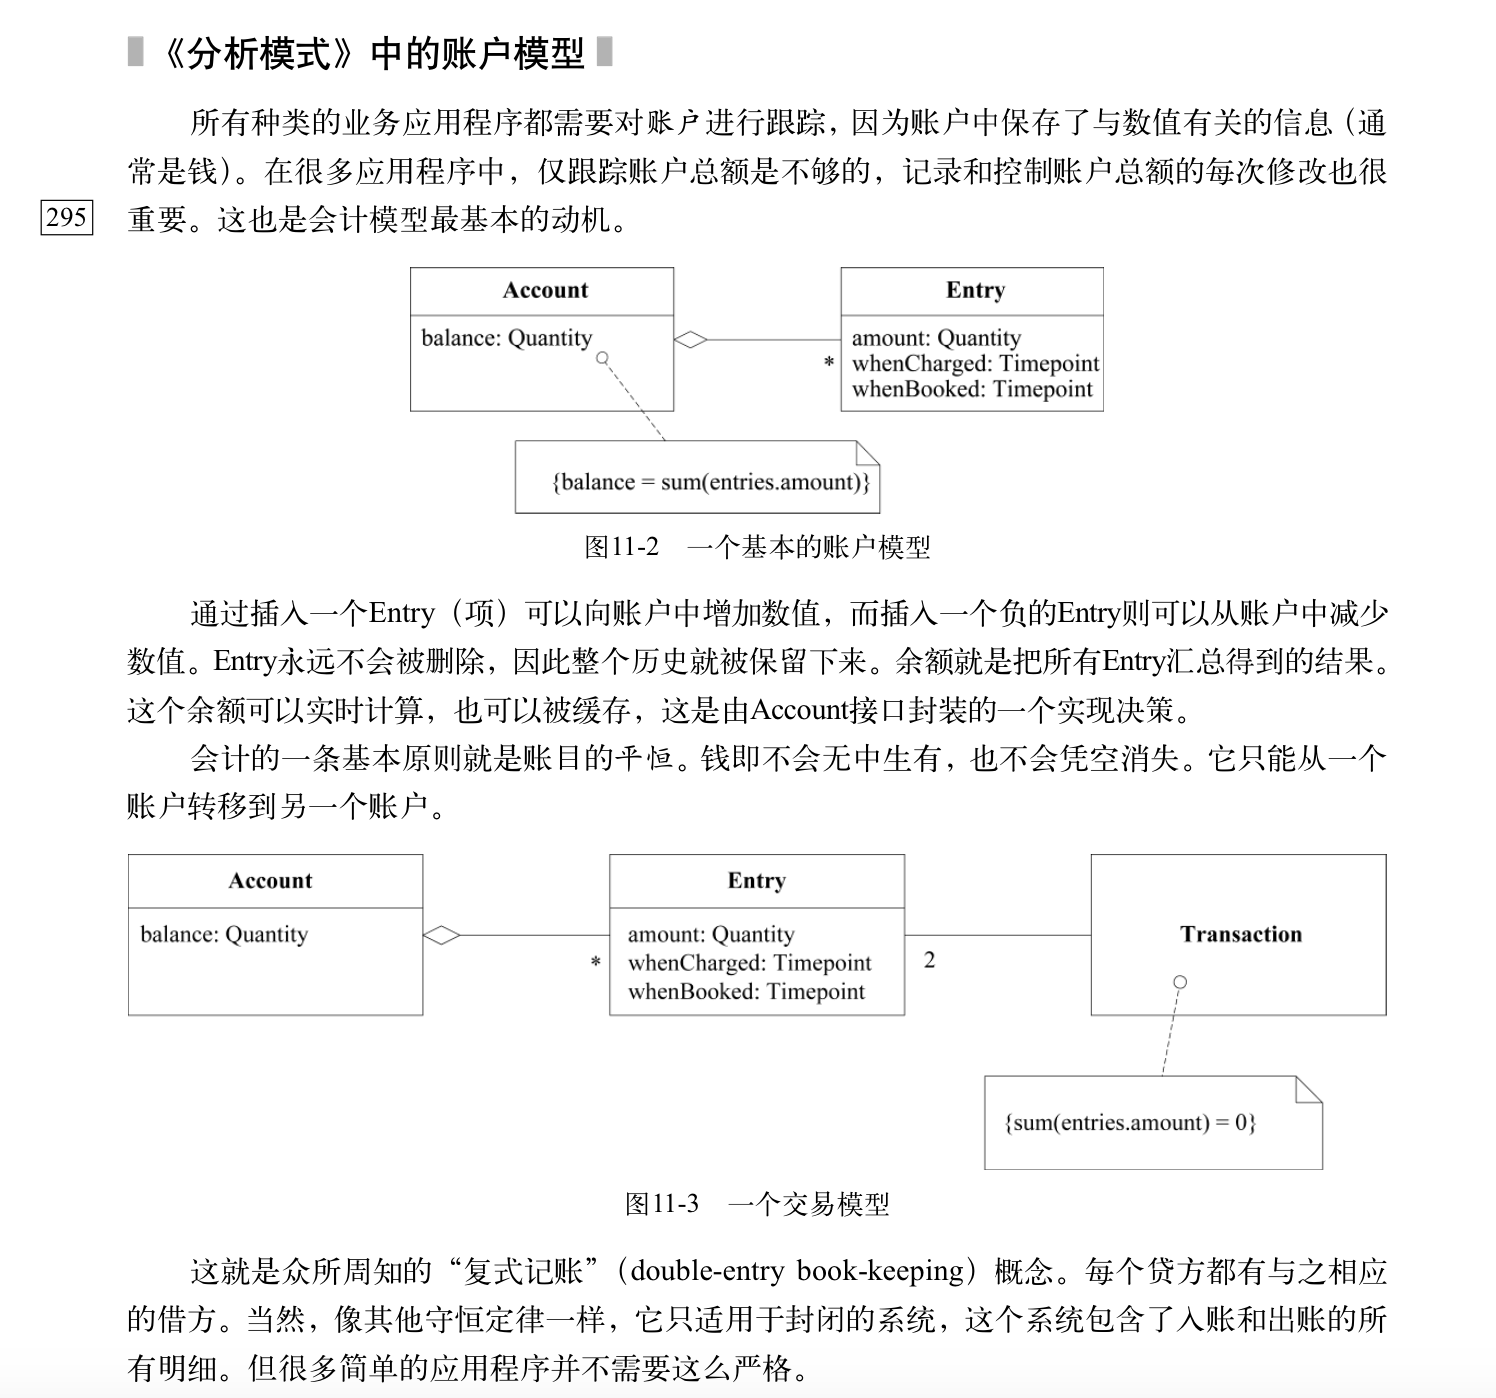 《分析模式》中的账户模型
所有种类的业务应用程序都需要对账户进行跟踪，因为账户中保存了与数值有关的信息（通
常是钱）。在很多应用程序中，仅跟踪账户总额是不够的，记录和控制账户总额的每次修改也很
295
重要。这也是会计模型最基本的动机。
Account
balance: Quantity
Entry
*
amount: Quantity
whenCharged: Timepoint
whenBooked: Timepoint
{balance = sum(entries.amount)}
图11-2 一个基本的账户模型
通过插入一个Entry（项）可以向账户中增加数值，而插入一个负的Entry则可以从账户中减少
数值。Entry永远不会被删除，因此整个历史就被保留下来。余额就是把所有Entry汇总得到的结果。
这个余额可以实时计算，也可以被缓存，这是由Account接口封装的一个实现决策。
会计的一条基本原则就是账目的平恒。钱即不会无中生有，也不会凭空消失。它只能从一个
账户转移到另一个账户。
Account
balance: Quantity
Entry
*
amount: Quantity
whenCharged: Timepoint
whenBooked: Timepoint
2
Transaction
{sum(entries.amount) = 0}
图11-3 一个交易模型
这就是众所周知的“复式记账”（double-entry book-keeping）概念。每个贷方都有与之相应
的借方。当然，像其他守恒定律一样，它只适用于封闭的系统，这个系统包含了入账和出账的所
有明细。但很多简单的应用程序并不需要这么严格。